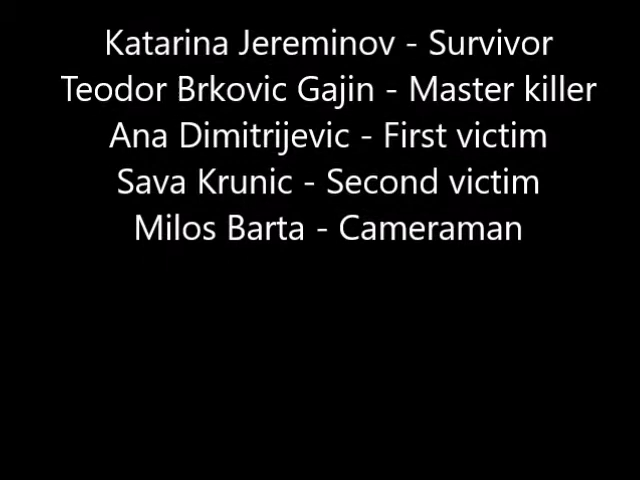 Katarina Jereminov - Survivor
Teodor Brkovic Gajin - Master killer
Ana Dimitrijevic - First victim
Sava Krunic - Second victim
Milos Barta - Cameraman